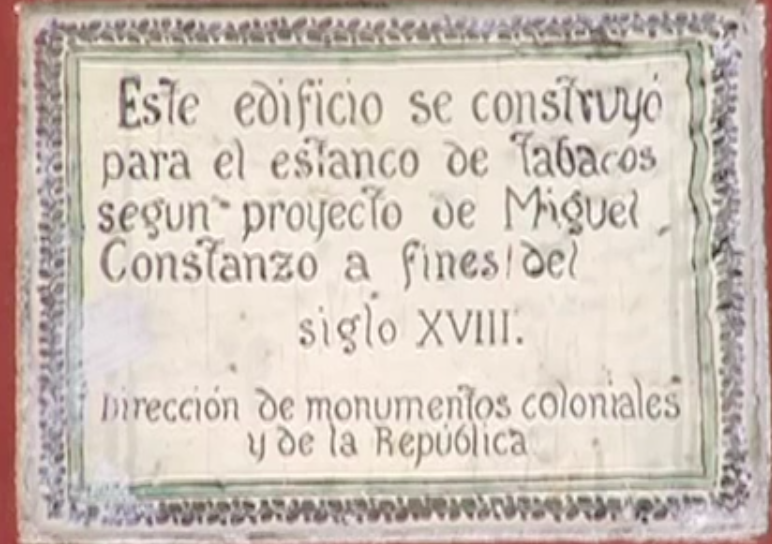 Este edificio se construyó
para el estanco de Tabacos
segun proyecto de Miguel
Constanzo a fines del
siglo XVIII.
Dirección de monumentos coloniales
y de la República